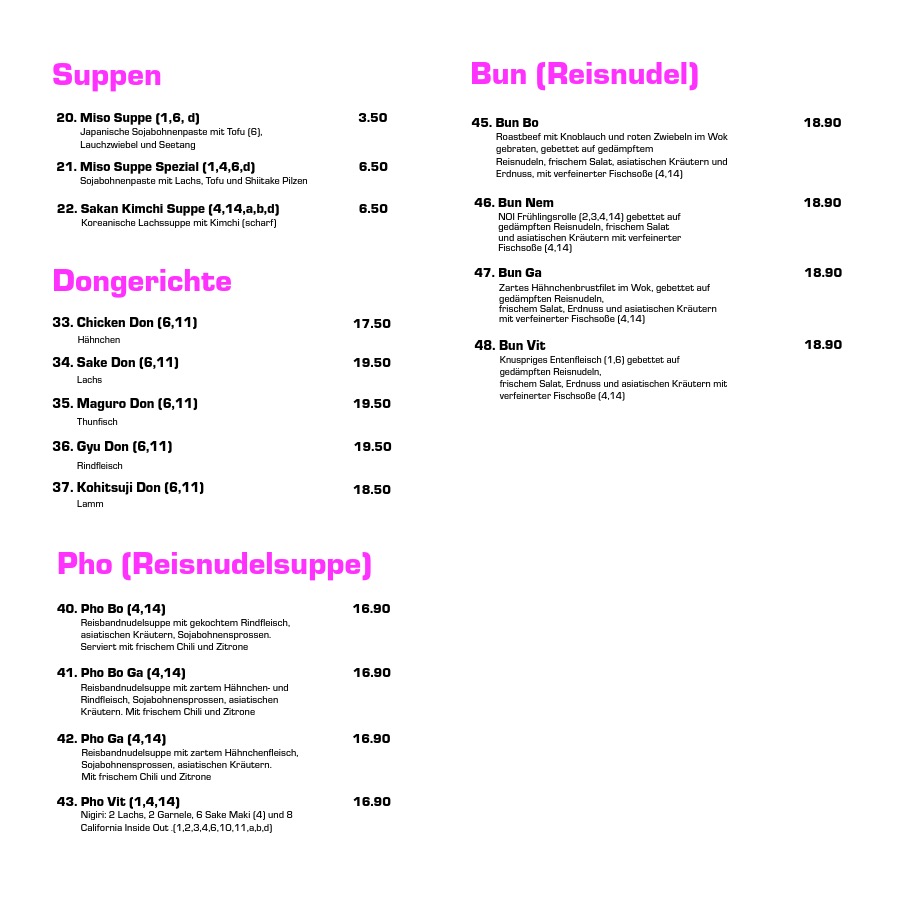 Suppen
20. Miso Suppe (1,6, d) 3.50
Japanische Sojabohnenpaste mit Tofu (6),
Lauchzwiebel und Seetang
21. Miso Suppe Spezial (1,4,6,d) 6.50
Sojabohnenpaste mit Lachs, Tofu und Shiitake Pilzen
22. Sakan Kimchi Suppe (4,14,a,b,d) 6.50
Koreanische Lachssuppe mit Kimchi (scharf)
Dongerichte
33. Chicken Don (6,11) 17.50
Hähnchen
34. Sake Don (6,11) 19.50
Lachs
35. Maguro Don (6,11) 19.50
Thunfisch
36. Gyu Don (6,11) 19.50
Rindfleisch
37. Kohitsuji Don (6,11) 18.50
Lamm
Pho (Reisnudelsuppe)
40. Pho Bo (4,14) 16.90
Reisbandnudelsuppe mit gekochtem Rindfleisch,
asiatischen Kräutern, Sojabohnensprossen.
Serviert mit frischem Chili und Zitrone
41. Pho Bo Ga (4,14) 16.90
Reisbandnudelsuppe mit zartem Hähnchen- und
Rindfleisch, Sojabohnensprossen, asiatischen
Kräutern. Mit frischem Chili und Zitrone
42. Pho Ga (4,14) 16.90
Reisbandnudelsuppe mit zartem Hähnchenfleisch,
Sojabohnensprossen, asiatischen Kräutern.
Mit frischem Chili und Zitrone
43. Pho Vit (1,4,14) 16.90
Nigiri: 2 Lachs, 2 Garnele, 6 Sake Maki (4) und 8
California Inside Out .(1,2,3,4,6,10,11,a,b,d)
Bun (Reisnudel)
45. Bun Bo 18.90
Roastbeef mit Knoblauch und roten Zwiebeln im Wok
gebraten, gebettet auf gedämpftem
Reisnudeln, frischem Salat, asiatischen Kräutern und
Erdnuss, mit verfeinerter Fischsoße (4,14)
46. Bun Nem 18.90
NOI Frühlingsrolle (2,3,4,14) gebettet auf
gedämpften Reisnudeln, frischem Salat
und asiatischen Kräutern mit verfeinerter
Fischsoße (4,14)
47. Bun Ga 18.90
Zartes Hähnchenbrustfilet im Wok, gebettet auf
gedämpften Reisnudeln,
frischem Salat, Erdnuss und asiatischen Kräutern
mit verfeinerter Fischsoße (4,14)
48. Bun Vit 18.90
Knuspriges Entenfleisch (1,6) gebettet auf
gedämpften Reisnudeln,
frischem Salat, Erdnuss und asiatischen Kräutern mit
verfeinerter Fischsoße (4,14)